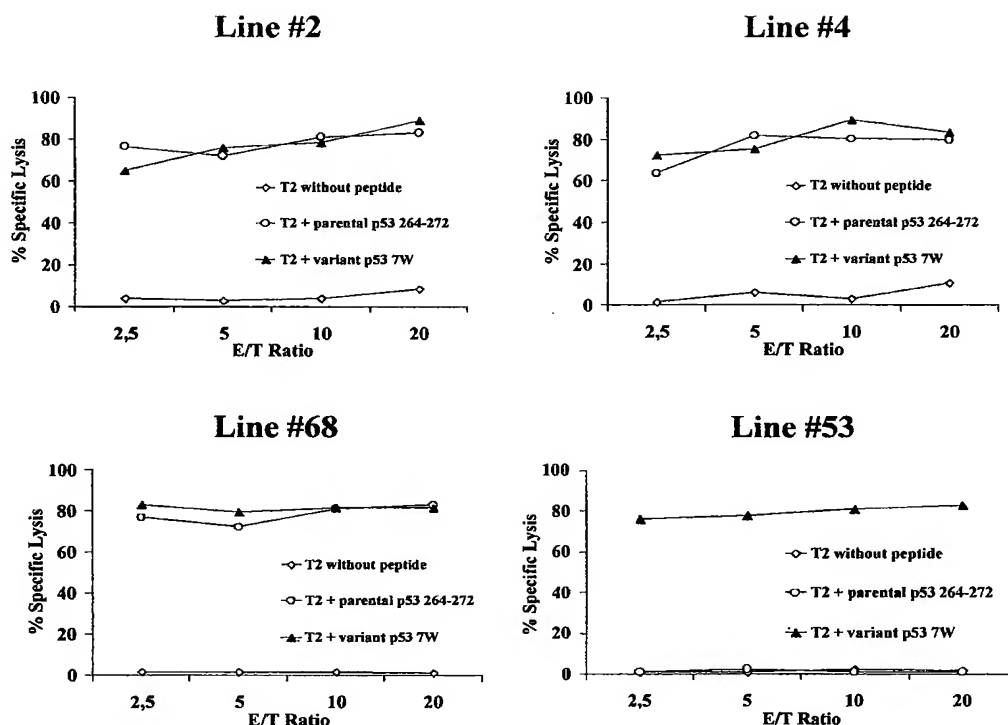 Line #2
% Specific Lysis
100
80
60
40
20
0
T2 without peptide
T2 + parental p53 264-272
T2 + variant p53 7W
2,5 5 10 20
E/T Ratio
Line #4
% Specific Lysis
100
80
60
40
20
0
T2 without peptide
T2 + parental p53 264-272
T2 + variant p53 7W
2,5 5 10 20
E/T Ratio
Line #68
% Specific Lysis
100
80
60
40
20
0
T2 without peptide
T2 + parental p53 264-272
T2 + variant p53 7W
2,5 5 10 20
E/T Ratio
Line #53
% Specific Lysis
100
80
60
40
20
0
T2 without peptide
T2 + parental p53 264-272
T2 + variant p53 7W
2,5 5 10 20
E/T Ratio